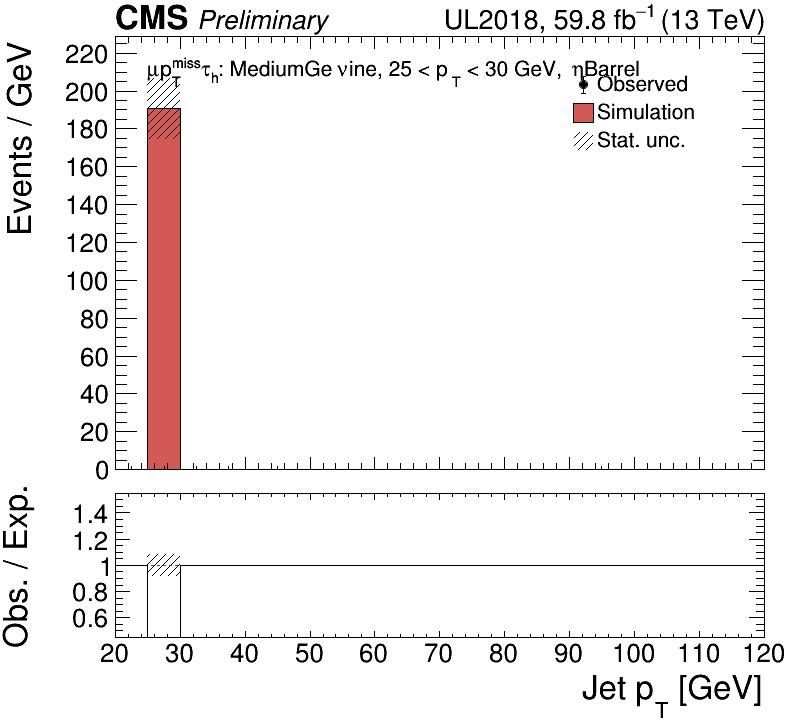 CMS Preliminary UL2018, 59.8 fb⁻¹ (13 TeV)
Events / GeV
μp_T^miss τ_h: MediumGe vine, 25 < p_T < 30 GeV, ηBarrel
Observed
Simulation
Stat. unc.
220
200
180
160
140
120
100
80
60
40
20
0
Obs. / Exp.
1.4
1.2
1
0.8
0.6
20 30 40 50 60 70 80 90 100 110 120
Jet p_T [GeV]